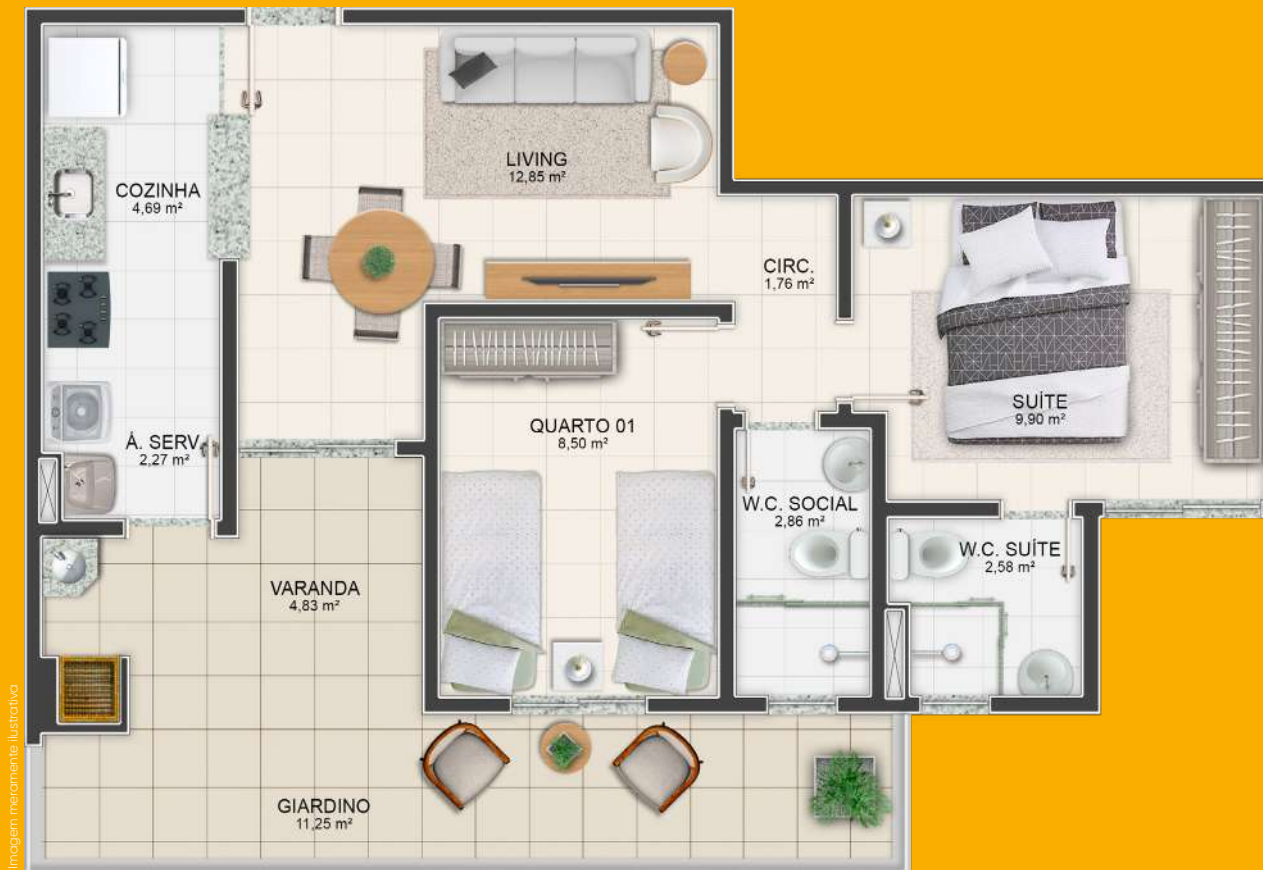 LIVING
12,85 m²
COZINHA
4,69 m²
CIRC.
1,76 m²
SUÍTE
9,90 m²
QUARTO 01
8,50 m²
Á. SERV.
2,27 m²
W.C. SOCIAL
2,86 m²
W.C. SUÍTE
2,58 m²
VARANDA
4,83 m²
GIARDINO
11,25 m²
Imagem meramente ilustrativa